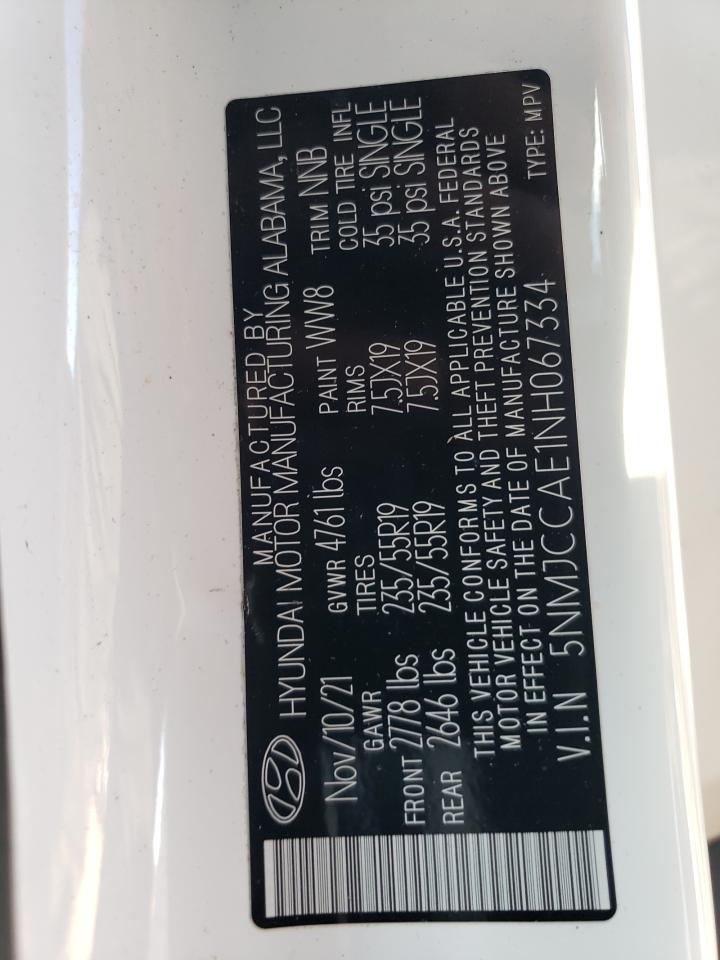 MANUFACTURED BY
HYUNDAI MOTOR MANUFACTURING ALABAMA, LLC
Nov/10/21 GVWR 4761 lbs PAINT WW8 TRIM NNB
GAWR TIRES RIMS COLD TIRE INFL
FRONT 2778 lbs 235/55R19 7.5JX19 35 psi SINGLE
REAR 2646 lbs 235/55R19 7.5JX19 35 psi SINGLE
THIS VEHICLE CONFORMS TO ALL APPLICABLE U.S.A. FEDERAL
MOTOR VEHICLE SAFETY AND THEFT PREVENTION STANDARDS
IN EFFECT ON THE DATE OF MANUFACTURE SHOWN ABOVE
V.I.N 5NMJCCAE1NH067334 TYPE: MPV